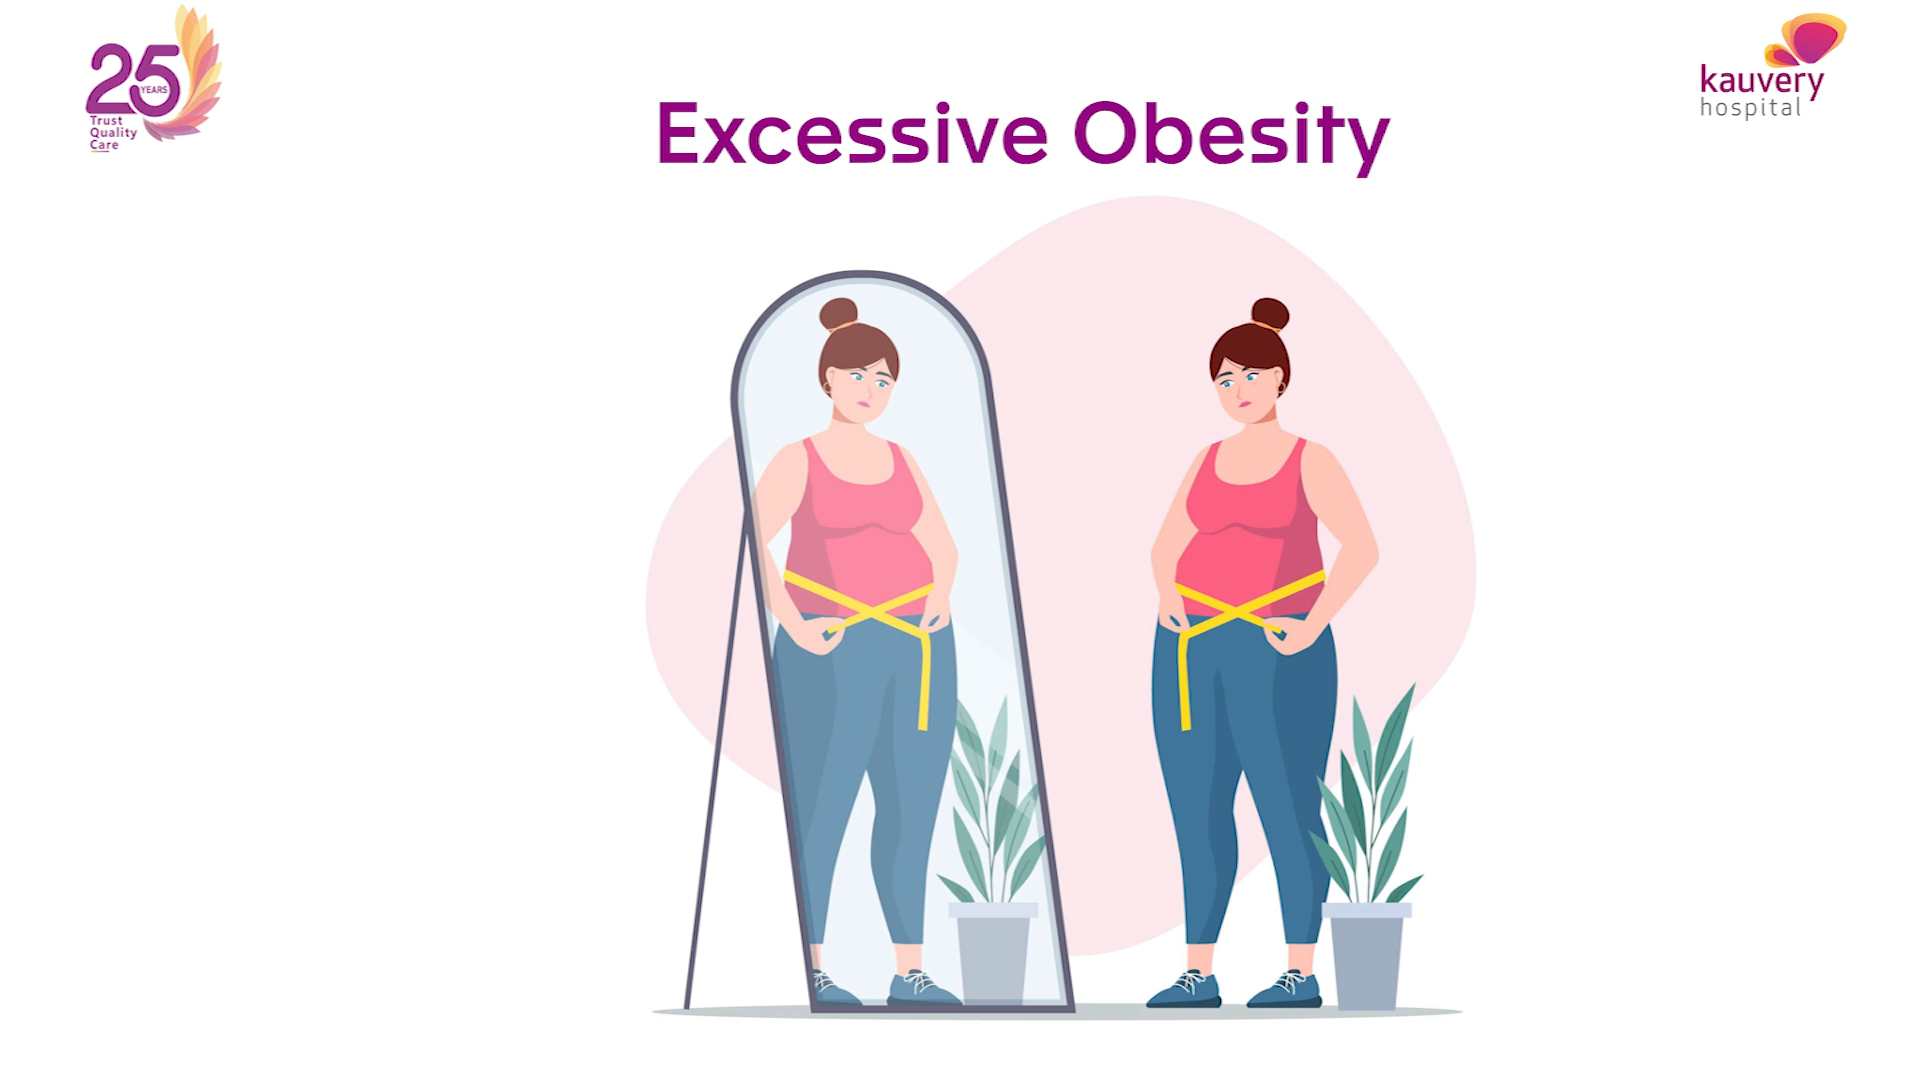 25
YEARS
Trust
Quality
Care
Excessive Obesity
kauvery
hospital